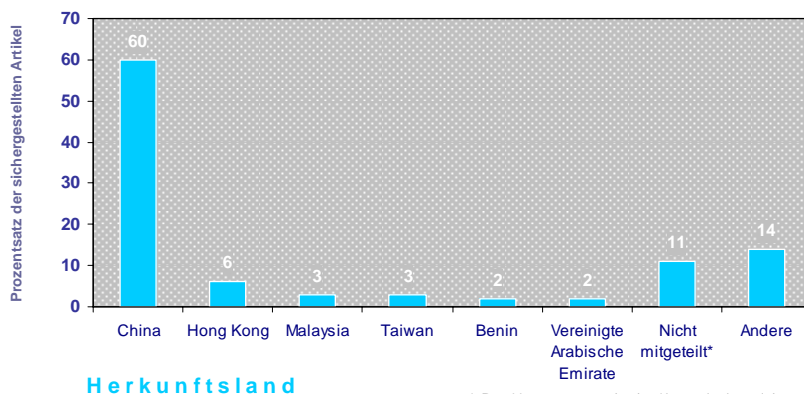 Prozentsatz der sichergestellten Artikel
70
60
50
40
30
20
10
0
60
6
3
3
2
2
11
14
China
Hong Kong
Malaysia
Taiwan
Benin
Vereinigte
Arabische
Emirate
Nicht
mitgeteilt*
Andere
Herkunftsland